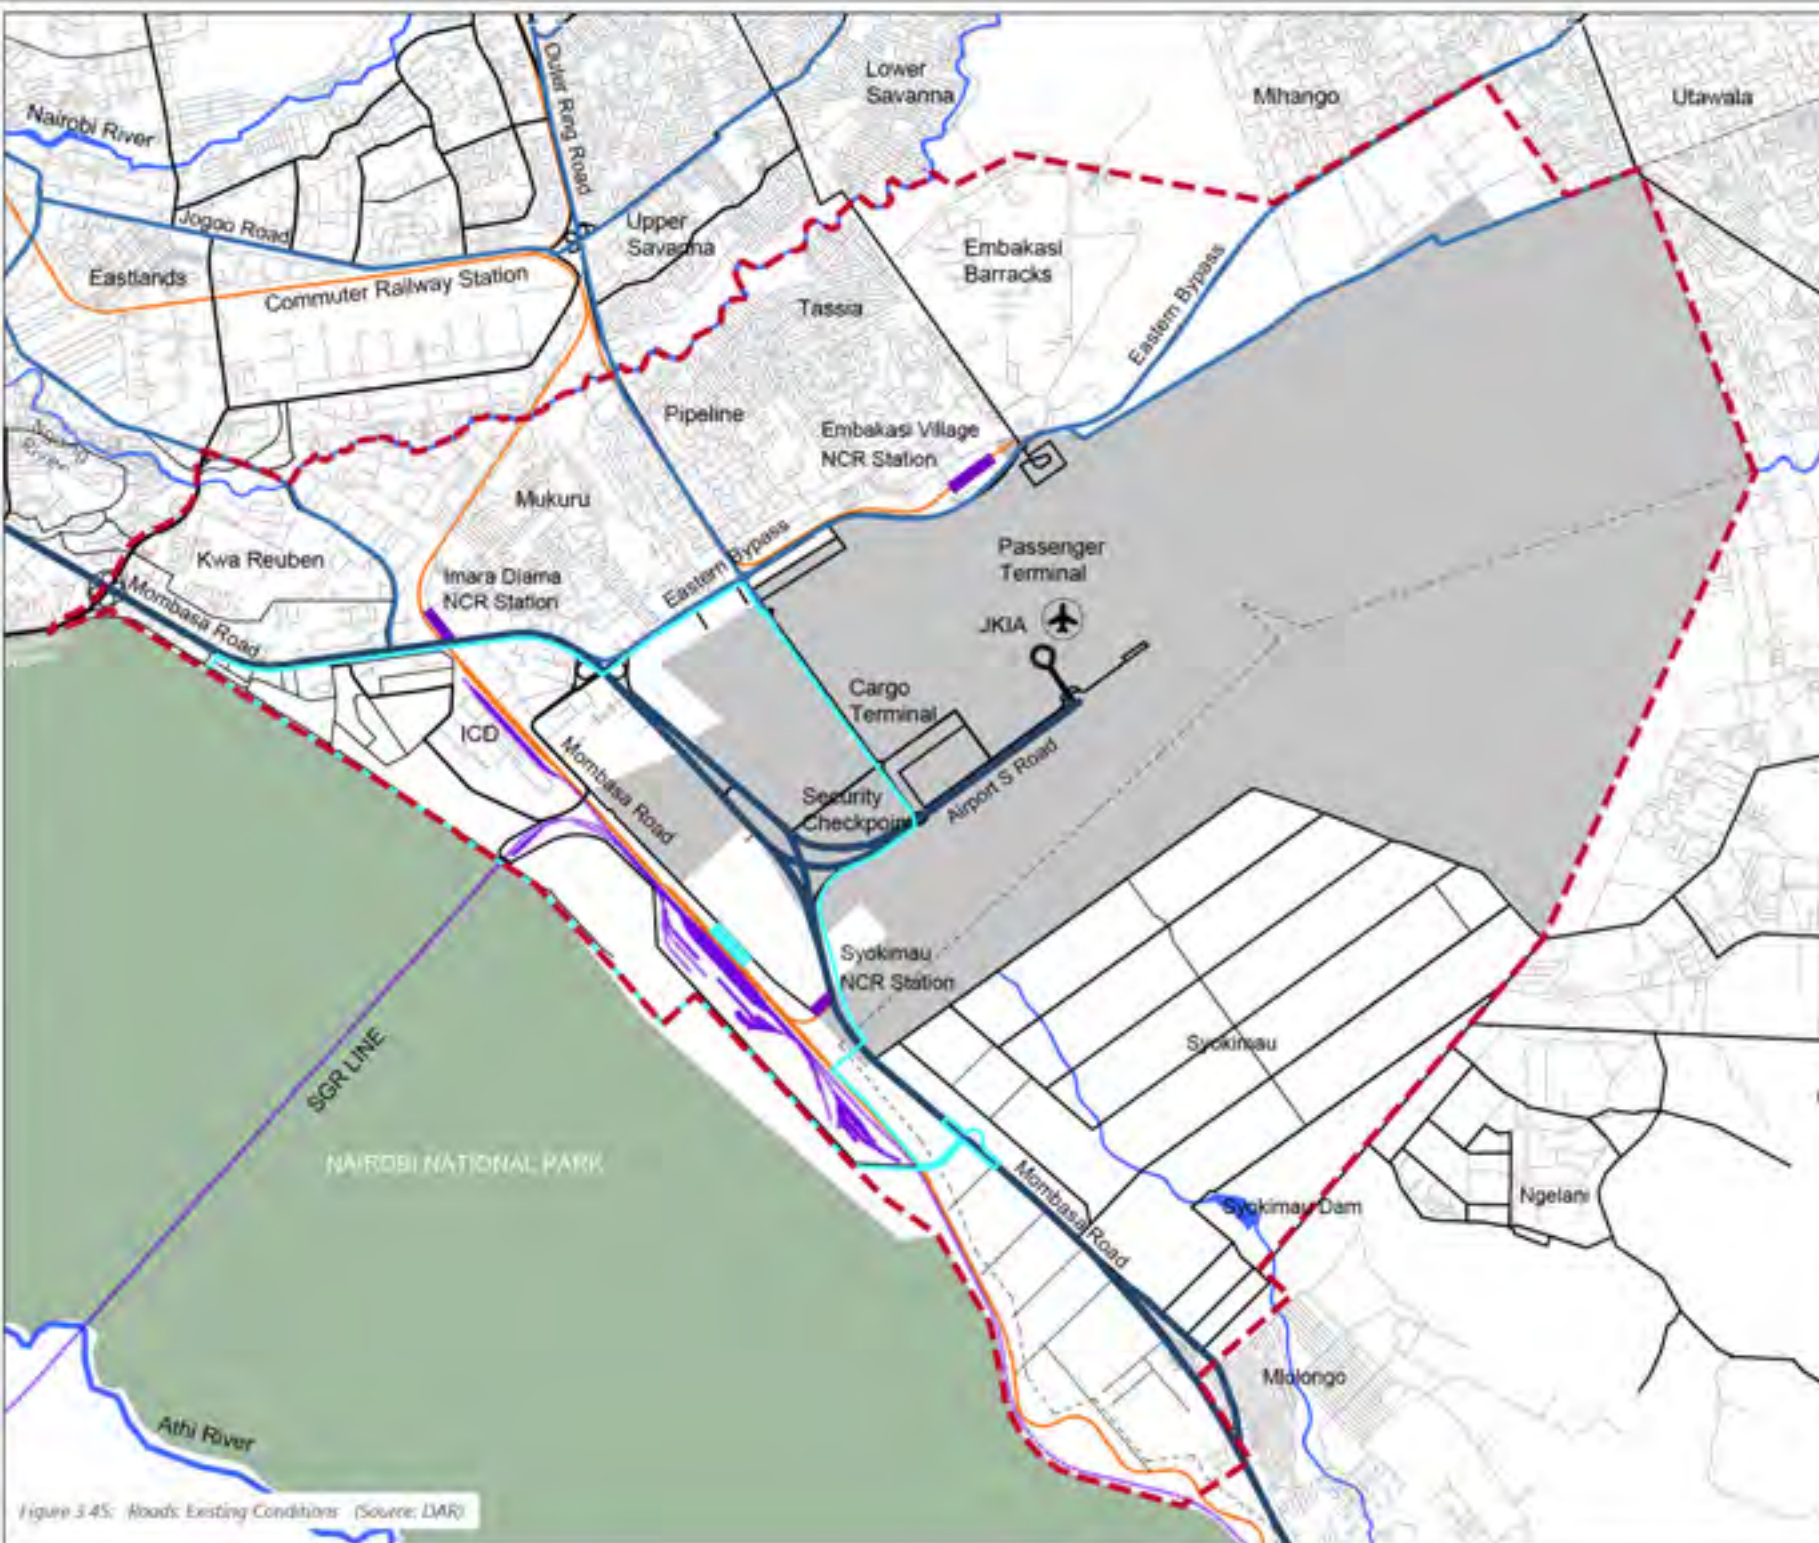 Lower
Savanna
Mihango
Utawala
Outer Ring Road
Nairobi River
Jogoo Road
Upper
Savanna
Embakasi
Barracks
Eastlands
Commuter Railway Station
Tassia
Eastern Bypass
Pipeline
Embakasi Village
NCR Station
Mukuru
Kwa Reuben
Eastern Bypass
Passenger
Terminal
Imara Diama
NCR Station
Mombasa Road
JKIA
Cargo
Terminal
ICD
Mombasa Road
Security
Checkpoint
Airport S Road
Syokimau
NCR Station
Syokimau
SGR LINE
NAIROBI NATIONAL PARK
Mombasa Road
Syokimau Dam
Ngelani
Mlolongo
Athi River
Figure 3.45: Roads: Existing Conditions (Source: DAR)